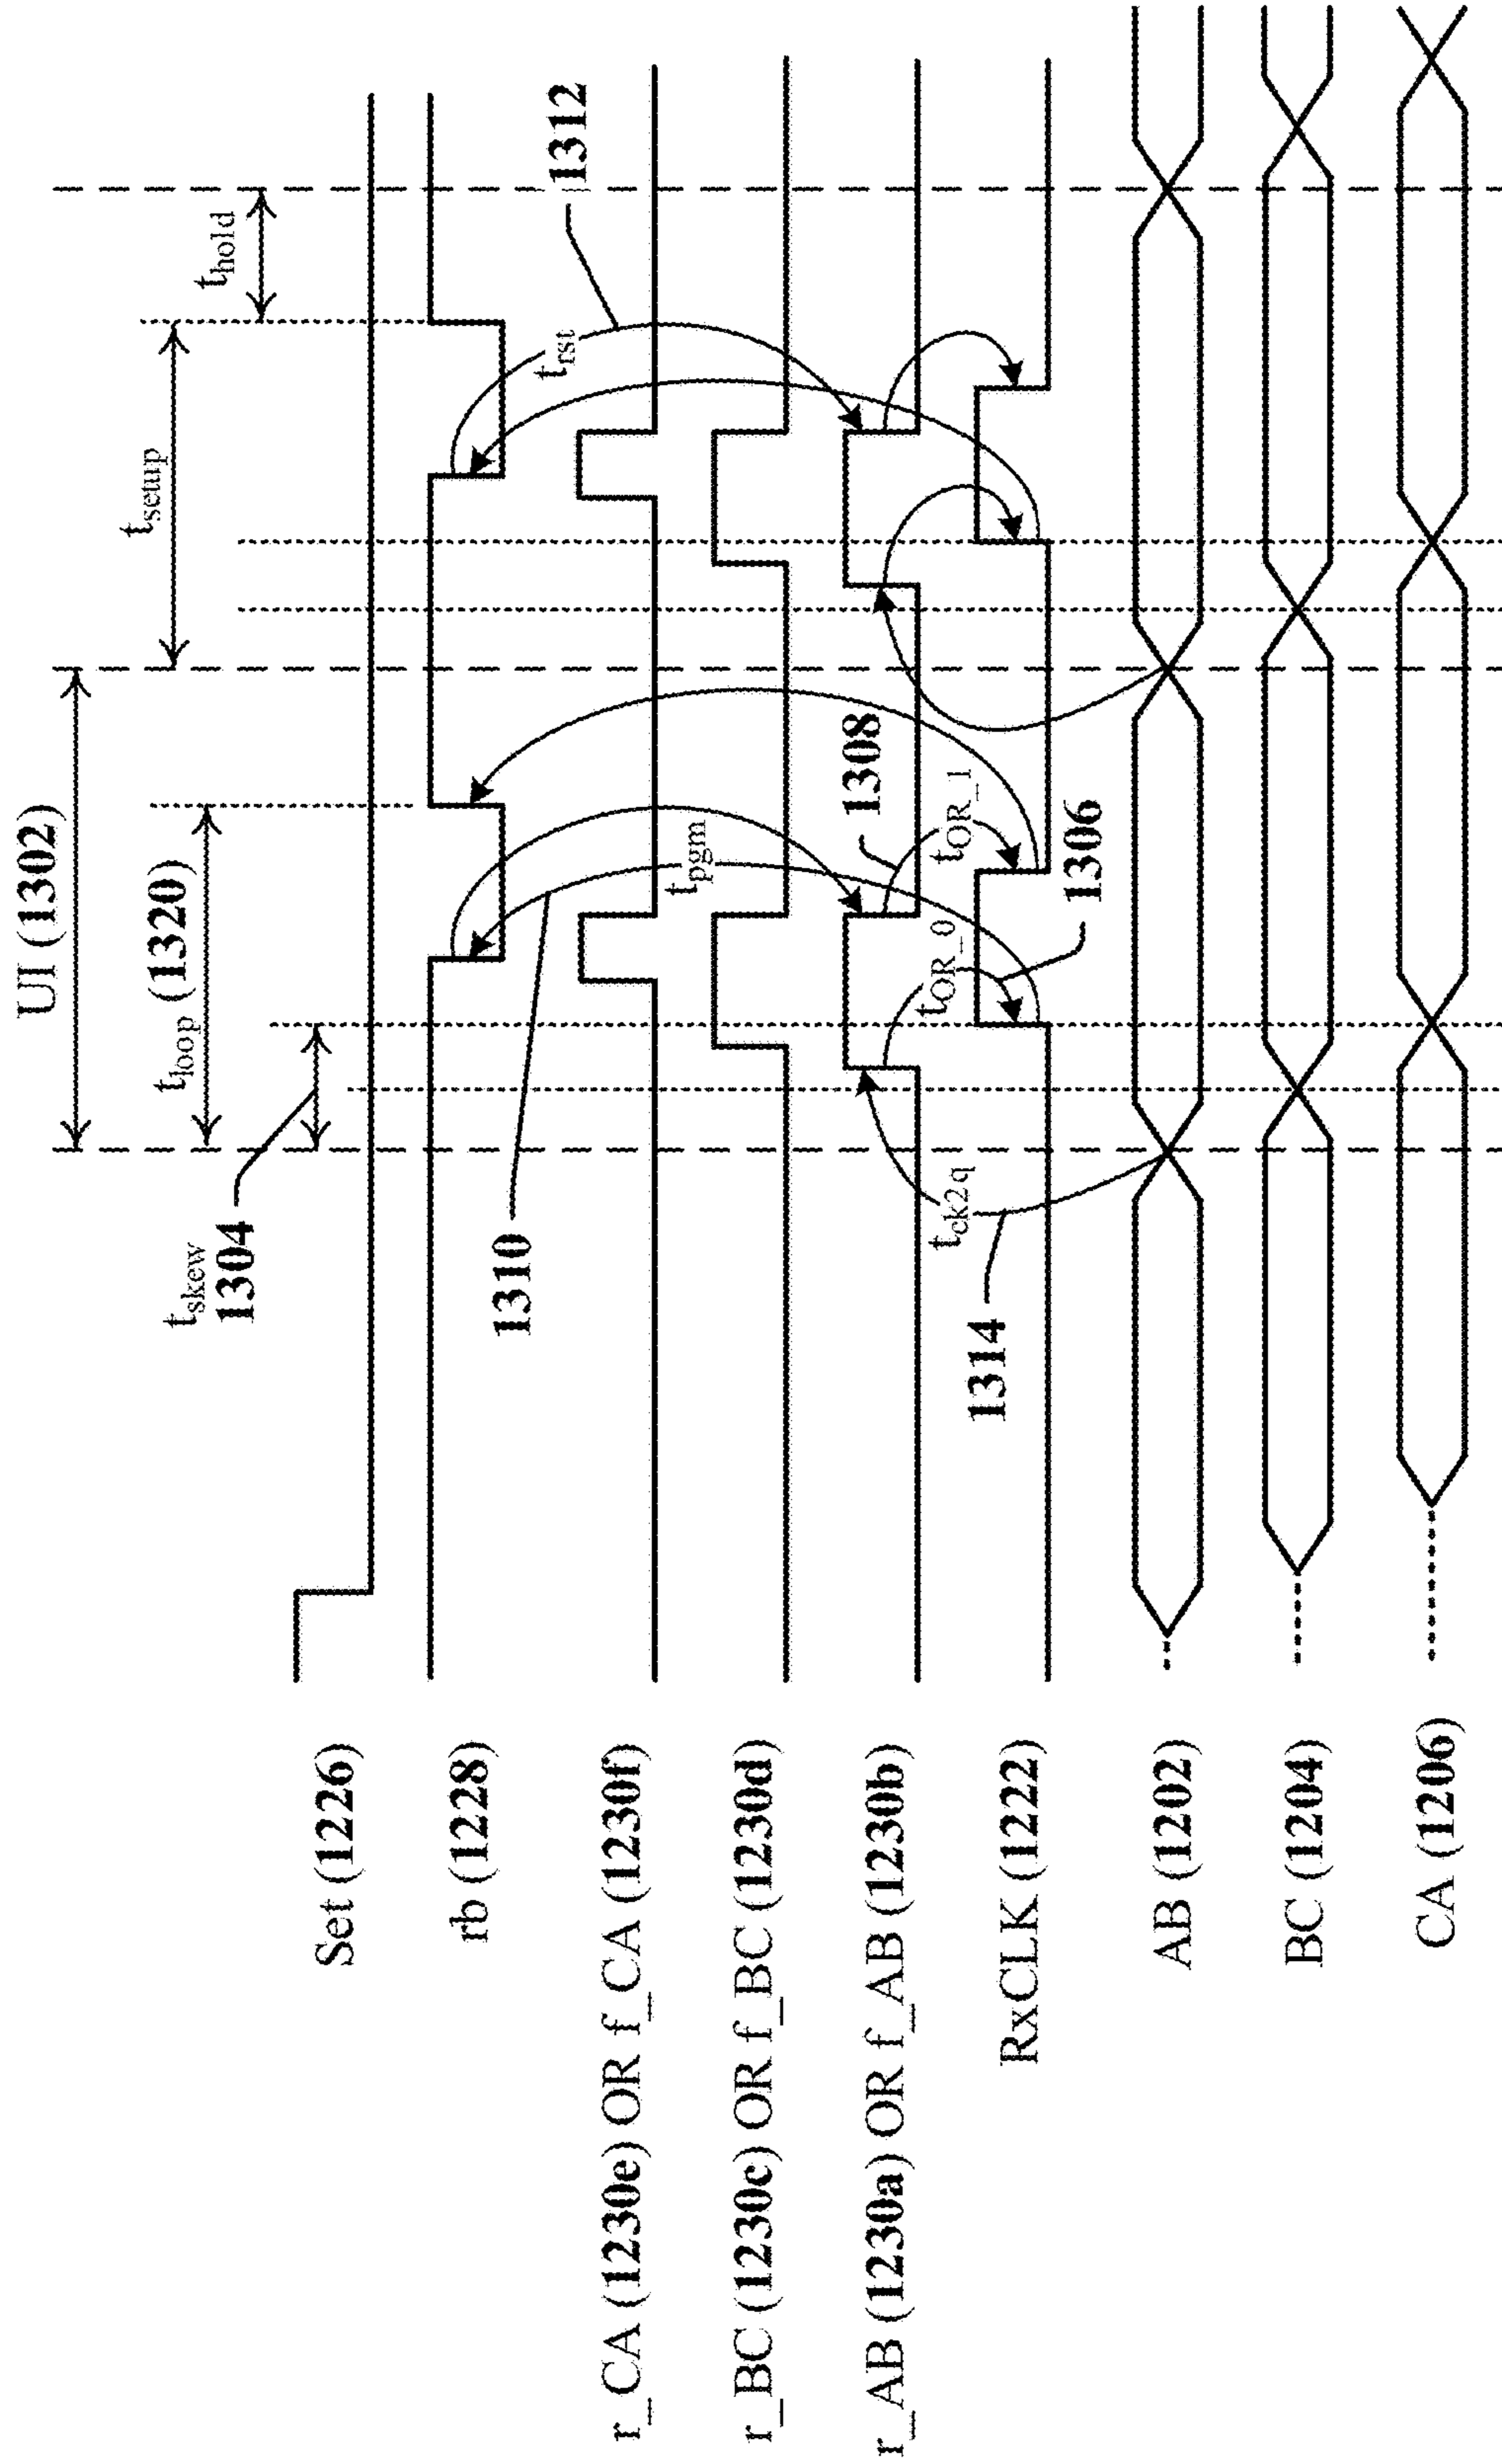 UI (1302)
tsetup
tloop (1320)
thold
tskew
1304
Set (1226)
rb (1228)
1310
trst
1312
r_CA (1230e) OR f_CA (1230f)
tpgm
r_BC (1230c) OR f_BC (1230d)
1308
r_AB (1230a) OR f_AB (1230b)
tck2q
tOR_0
tOR_1
1314
RxCLK (1222)
1306
AB (1202)
BC (1204)
CA (1206)